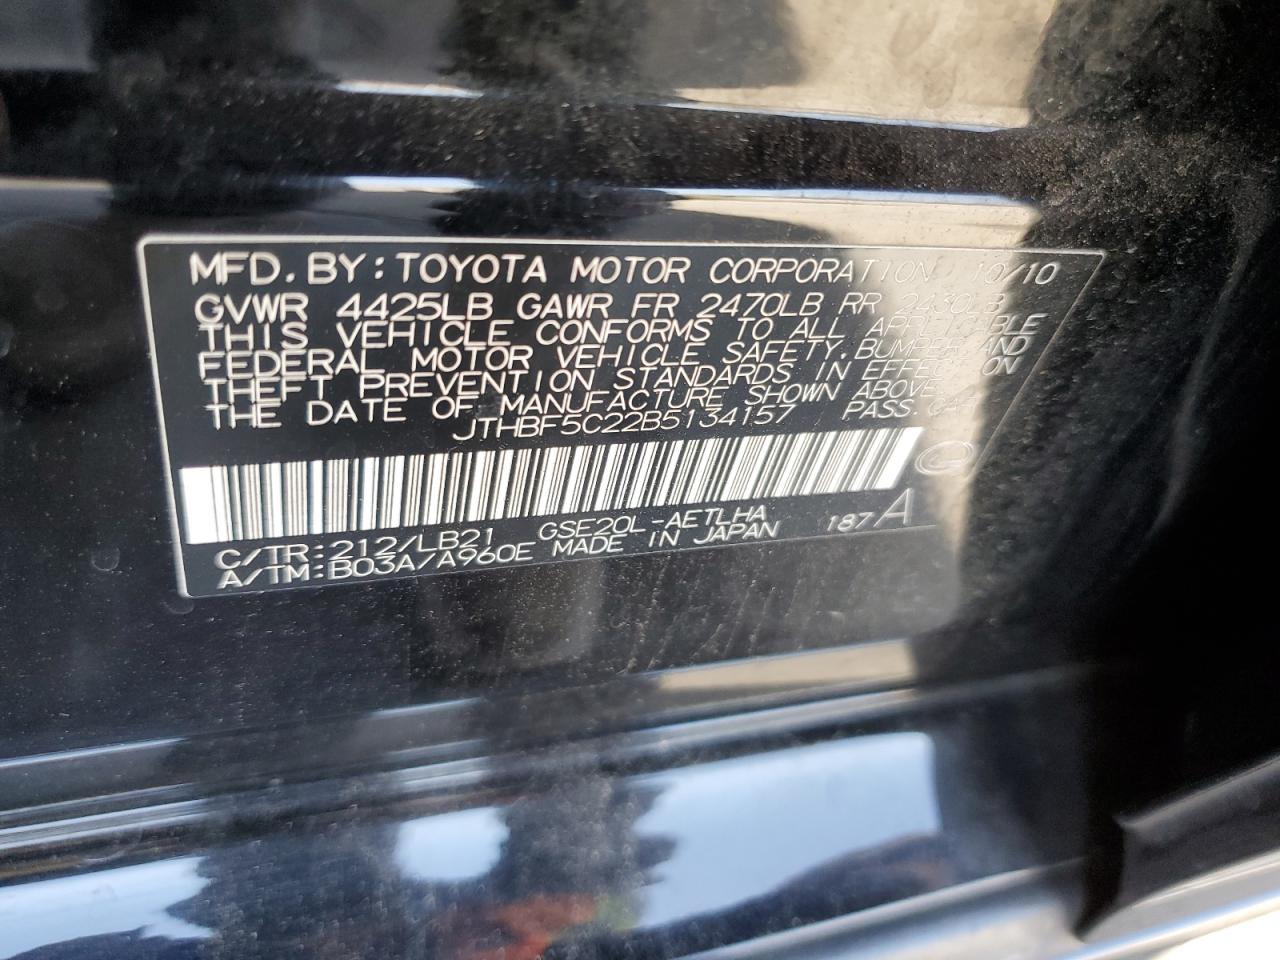 MFD. BY: TOYOTA MOTOR CORPORATION 10/10
GVWR 4425LB GAWR FR 2470LB RR 2430LB
THIS VEHICLE CONFORMS TO ALL APPLICABLE
FEDERAL MOTOR VEHICLE SAFETY, BUMPER, AND
THEFT PREVENTION STANDARDS IN EFFECT ON
THE DATE OF MANUFACTURE SHOWN ABOVE.
JTHBF5C22B5134157 PASS. CAR
C/TR: 212/LB21 GSE20L-AETLHA 187A
A/TM: B03A/A960E MADE IN JAPAN